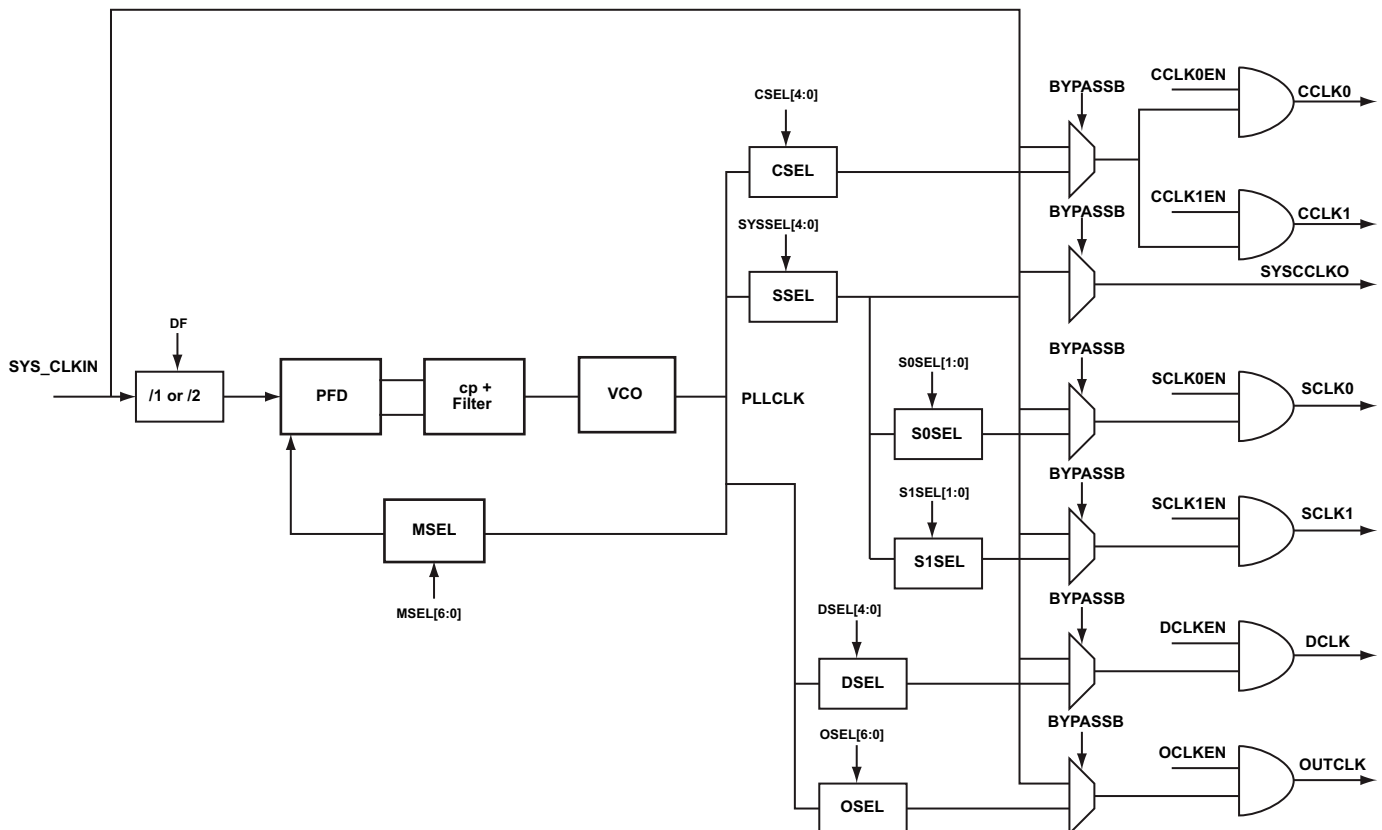 CCLK0EN
CCLK0
BYPASSB
CSEL[4:0]
CSEL
CCLK1EN
CCLK1
BYPASSB
SYSSEL[4:0]
SYSCCLKO
SSEL
DF
SYS_CLKIN
/1 or /2
PFD
cp +
Filter
VCO
PLLCLK
BYPASSB
S0SEL[1:0]
S0SEL
SCLK0EN
SCLK0
BYPASSB
S1SEL[1:0]
S1SEL
SCLK1EN
SCLK1
MSEL
MSEL[6:0]
BYPASSB
DSEL[4:0]
DSEL
DCLKEN
DCLK
BYPASSB
OSEL[6:0]
OSEL
OCLKEN
OUTCLK